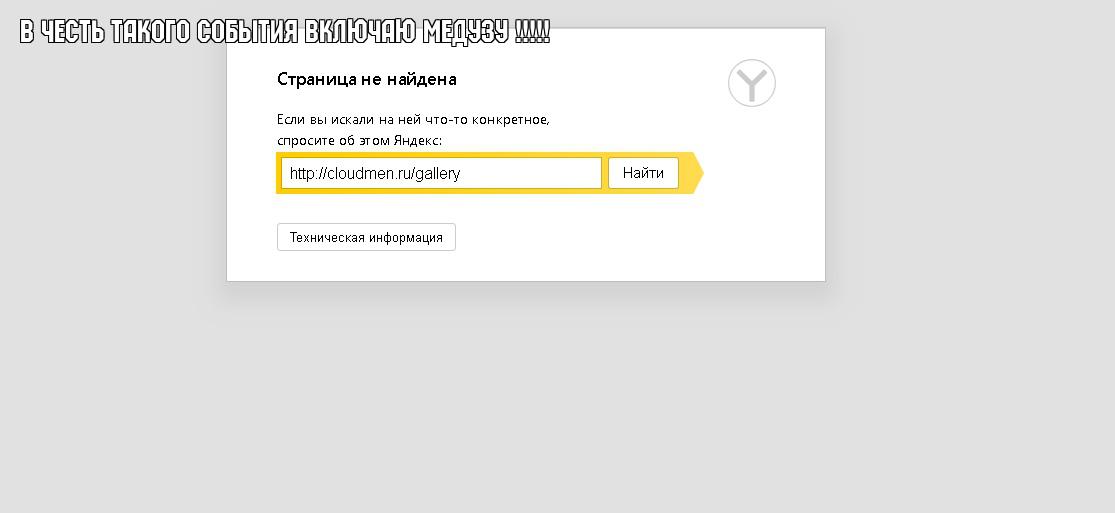 В ЧЕСТЬ ТАКОГО СОБЫТИЯ ВКЛЮЧАЮ МЕДУЗУ !!!!!
Страница не найдена
Если вы искали на ней что-то конкретное,
спросите об этом Яндекс:
http://cloudmen.ru/gallery
Найти
Техническая информация